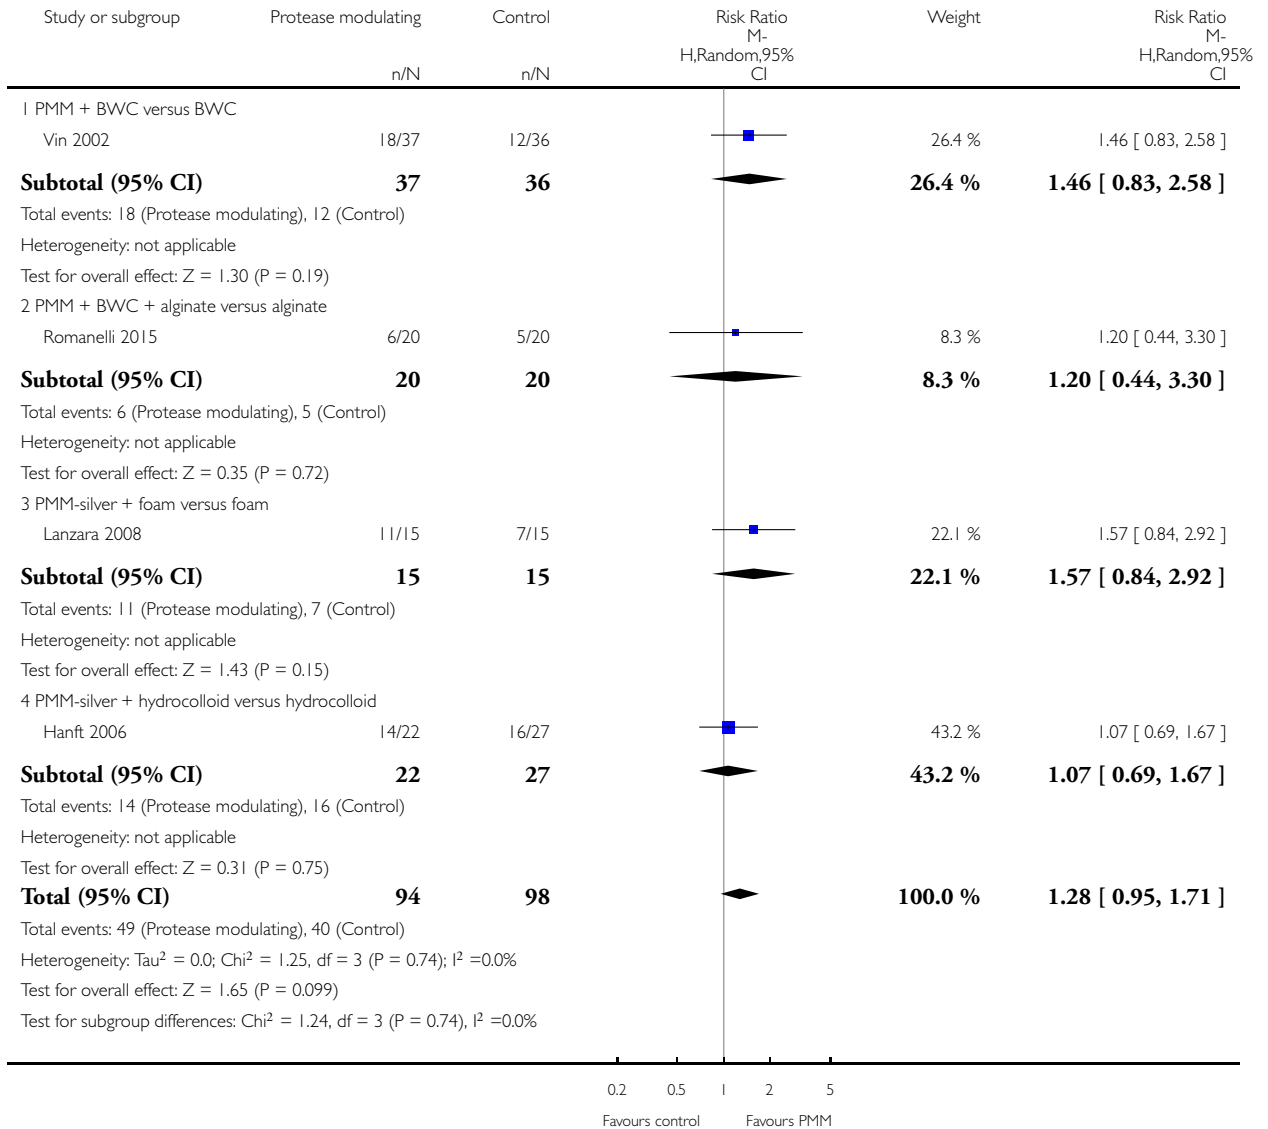 Study or subgroup Protease modulating Control Risk Ratio Weight Risk Ratio
M-H,Random,95% CI M-H,Random,95% CI
n/N n/N
1 PMM + BWC versus BWC
Vin 2002 18/37 12/36 26.4 % 1.46 [ 0.83, 2.58 ]
Subtotal (95% CI) 37 36 26.4 % 1.46 [ 0.83, 2.58 ]
Total events: 18 (Protease modulating), 12 (Control)
Heterogeneity: not applicable
Test for overall effect: Z = 1.30 (P = 0.19)
2 PMM + BWC + alginate versus alginate
Romanelli 2015 6/20 5/20 8.3 % 1.20 [ 0.44, 3.30 ]
Subtotal (95% CI) 20 20 8.3 % 1.20 [ 0.44, 3.30 ]
Total events: 6 (Protease modulating), 5 (Control)
Heterogeneity: not applicable
Test for overall effect: Z = 0.35 (P = 0.72)
3 PMM-silver + foam versus foam
Lanzara 2008 11/15 7/15 22.1 % 1.57 [ 0.84, 2.92 ]
Subtotal (95% CI) 15 15 22.1 % 1.57 [ 0.84, 2.92 ]
Total events: 11 (Protease modulating), 7 (Control)
Heterogeneity: not applicable
Test for overall effect: Z = 1.43 (P = 0.15)
4 PMM-silver + hydrocolloid versus hydrocolloid
Hanft 2006 14/22 16/27 43.2 % 1.07 [ 0.69, 1.67 ]
Subtotal (95% CI) 22 27 43.2 % 1.07 [ 0.69, 1.67 ]
Total events: 14 (Protease modulating), 16 (Control)
Heterogeneity: not applicable
Test for overall effect: Z = 0.31 (P = 0.75)
Total (95% CI) 94 98 100.0 % 1.28 [ 0.95, 1.71 ]
Total events: 49 (Protease modulating), 40 (Control)
Heterogeneity: Tau² = 0.0; Chi² = 1.25, df = 3 (P = 0.74); I² =0.0%
Test for overall effect: Z = 1.65 (P = 0.099)
Test for subgroup differences: Chi² = 1.24, df = 3 (P = 0.74), I² =0.0%
0.2 0.5 1 2 5
Favours control Favours PMM